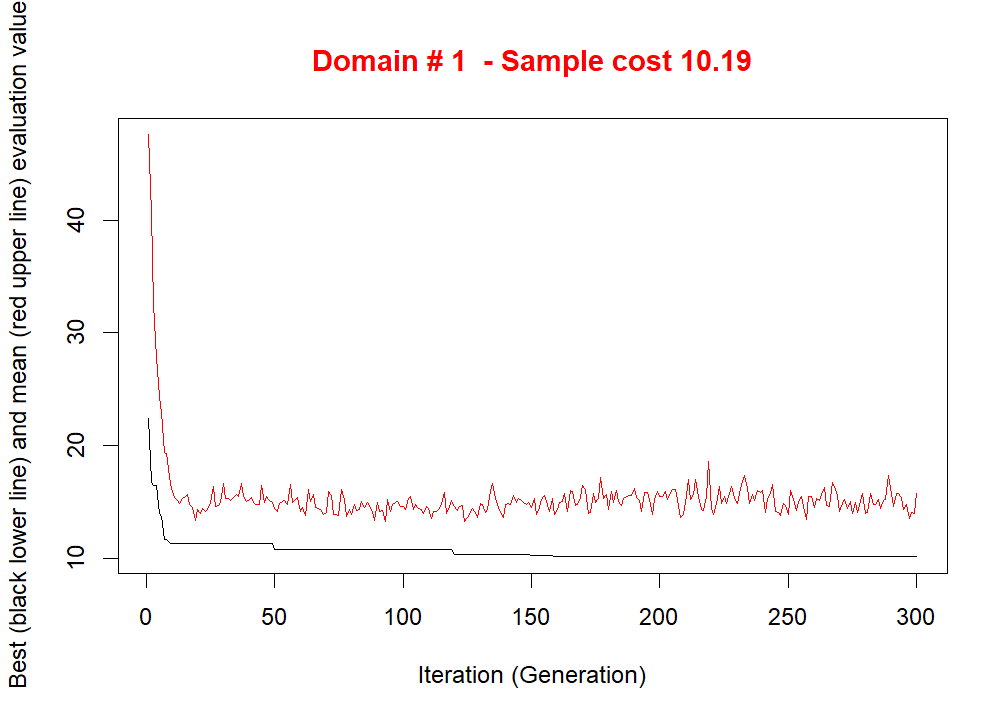 Domain # 1  - Sample cost 10.19
Best (black lower line) and mean (red upper line) evaluation value
40
30
20
10
0 50 100 150 200 250 300
Iteration (Generation)